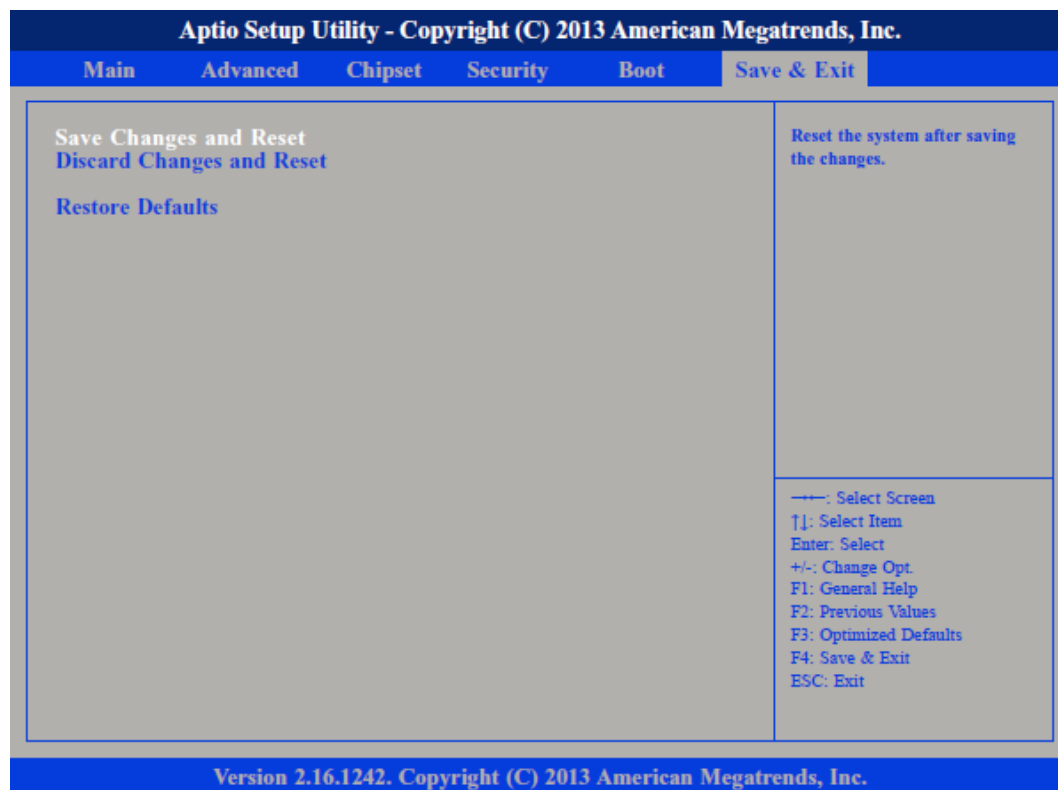 Aptio Setup Utility - Copyright (C) 2013 American Megatrends, Inc.
Main Advanced Chipset Security Boot Save & Exit
Save Changes and Reset
Discard Changes and Reset
Restore Defaults
Reset the system after saving
the changes.
→←: Select Screen
↑↓: Select Item
Enter: Select
+/-: Change Opt.
F1: General Help
F2: Previous Values
F3: Optimized Defaults
F4: Save & Exit
ESC: Exit
Version 2.16.1242. Copyright (C) 2013 American Megatrends, Inc.